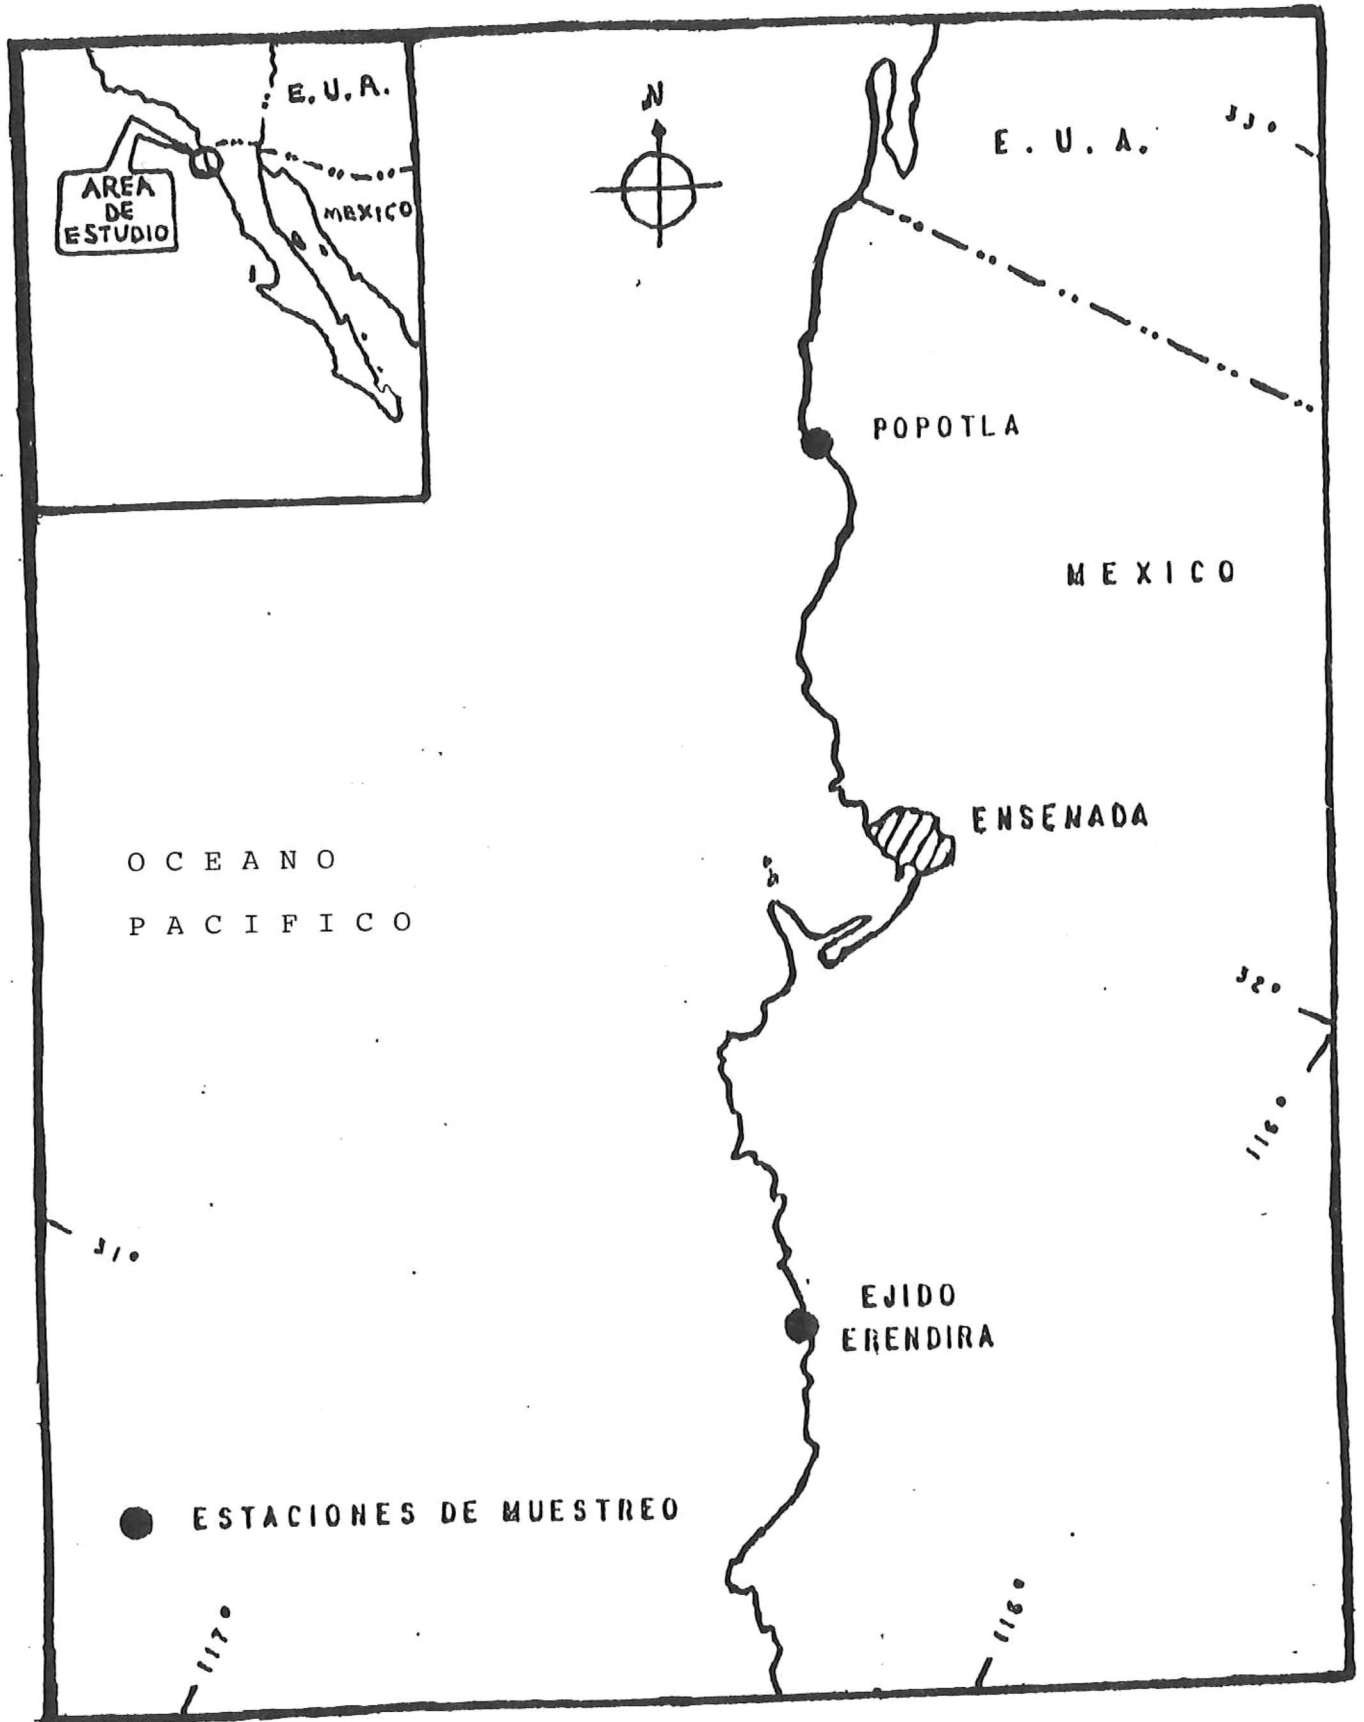 E.U.A.
AREA
DE
ESTUDIO
MEXICO
N
E. U. A.
33°
POPOTLA
MEXICO
ENSENADA
OCEANO
PACIFICO
32°
116°
31°
EJIDO
ERENDIRA
ESTACIONES DE MUESTREO
117°
116°